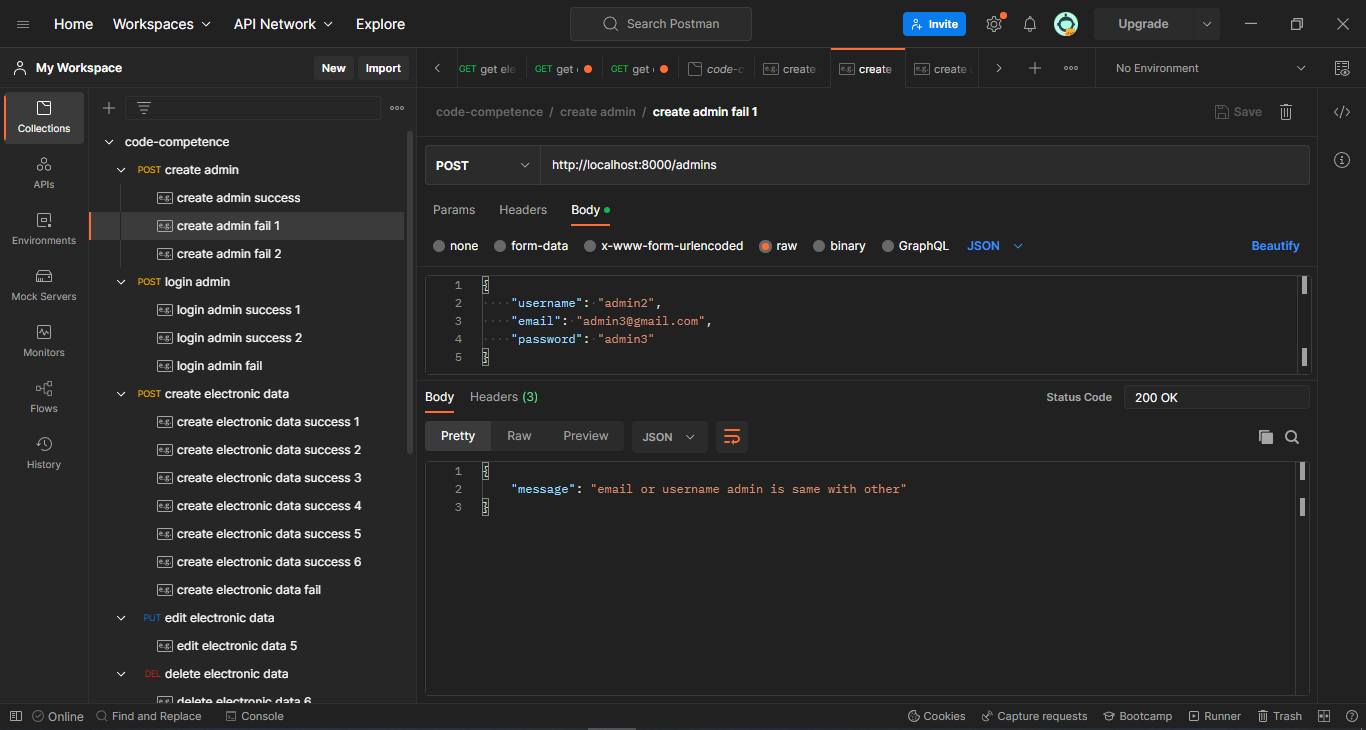 Home Workspaces API Network Explore Search Postman Invite Upgrade
My Workspace New Import
GET get ele GET get GET get code-c e.g. create e.g. create e.g. create No Environment
Collections
APIs
Environments
Mock Servers
Monitors
Flows
History
code-competence
POST create admin
e.g. create admin success
e.g. create admin fail 1
e.g. create admin fail 2
POST login admin
e.g. login admin success 1
e.g. login admin success 2
e.g. login admin fail
POST create electronic data
e.g. create electronic data success 1
e.g. create electronic data success 2
e.g. create electronic data success 3
e.g. create electronic data success 4
e.g. create electronic data success 5
e.g. create electronic data success 6
e.g. create electronic data fail
PUT edit electronic data
e.g. edit electronic data 5
DEL delete electronic data
e.g. delete electronic data 6
code-competence / create admin / create admin fail 1 Save
POST http://localhost:8000/admins
Params Headers Body
none form-data x-www-form-urlencoded raw binary GraphQL JSON Beautify
1 {
2 "username": "admin2",
3 "email": "admin3@gmail.com",
4 "password": "admin3"
5 }
Body Headers (3) Status Code 200 OK
Pretty Raw Preview JSON
1 {
2 "message": "email or username admin is same with other"
3 }
Online Find and Replace Console Cookies Capture requests Bootcamp Runner Trash